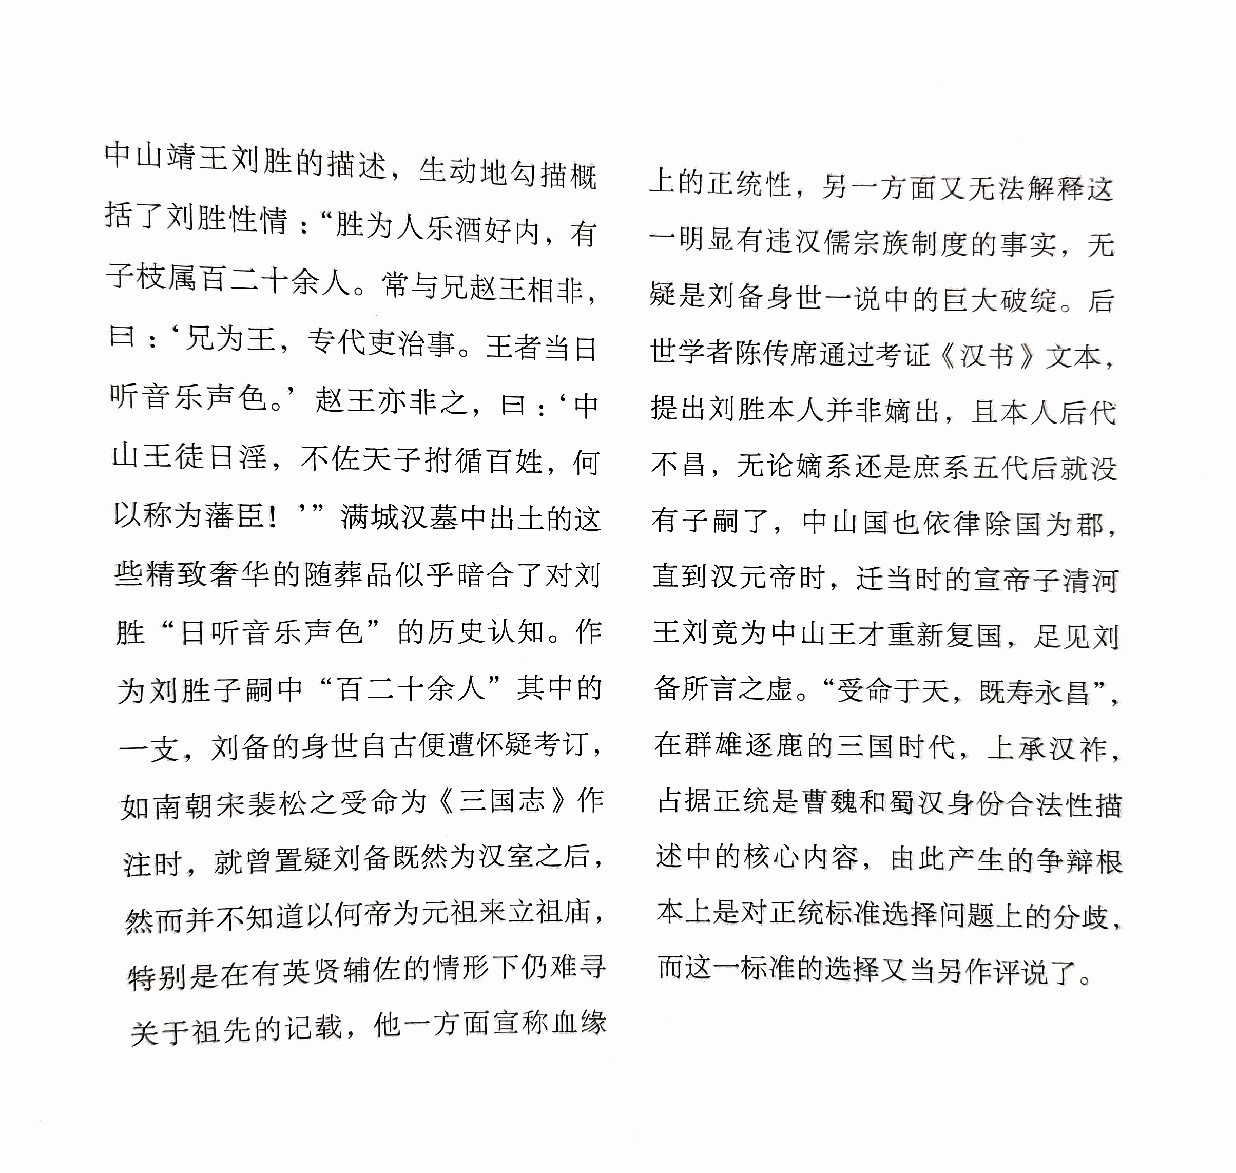 中山靖王刘胜的描述，生动地勾描概
括了刘胜性情：“胜为人乐酒好内，有
子枝属百二十余人。常与兄赵王相非，
曰：‘兄为王，专代吏治事。王者当日
听音乐声色。’赵王亦非之，曰：‘中
山王徒日淫，不佐天子拊循百姓，何
以称为藩臣！’”满城汉墓中出土的这
些精致奢华的随葬品似乎暗合了对刘
胜“日听音乐声色”的历史认知。作
为刘胜子嗣中“百二十余人”其中的
一支，刘备的身世自古便遭怀疑考订，
如南朝宋裴松之受命为《三国志》作
注时，就曾置疑刘备既然为汉室之后，
然而并不知道以何帝为元祖来立祖庙，
特别是在有英贤辅佐的情形下仍难寻
关于祖先的记载，他一方面宣称血缘
上的正统性，另一方面又无法解释这
一明显有违汉儒宗族制度的事实，无
疑是刘备身世一说中的巨大破绽。后
世学者陈传席通过考证《汉书》文本，
提出刘胜本人并非嫡出，且本人后代
不昌，无论嫡系还是庶系五代后就没
有子嗣了，中山国也依律除国为郡，
直到汉元帝时，迁当时的宣帝子清河
王刘竟为中山王才重新复国，足见刘
备所言之虚。“受命于天，既寿永昌”，
在群雄逐鹿的三国时代，上承汉祚，
占据正统是曹魏和蜀汉身份合法性描
述中的核心内容，由此产生的争辩根
本上是对正统标准选择问题上的分歧，
而这一标准的选择又当另作评说了。